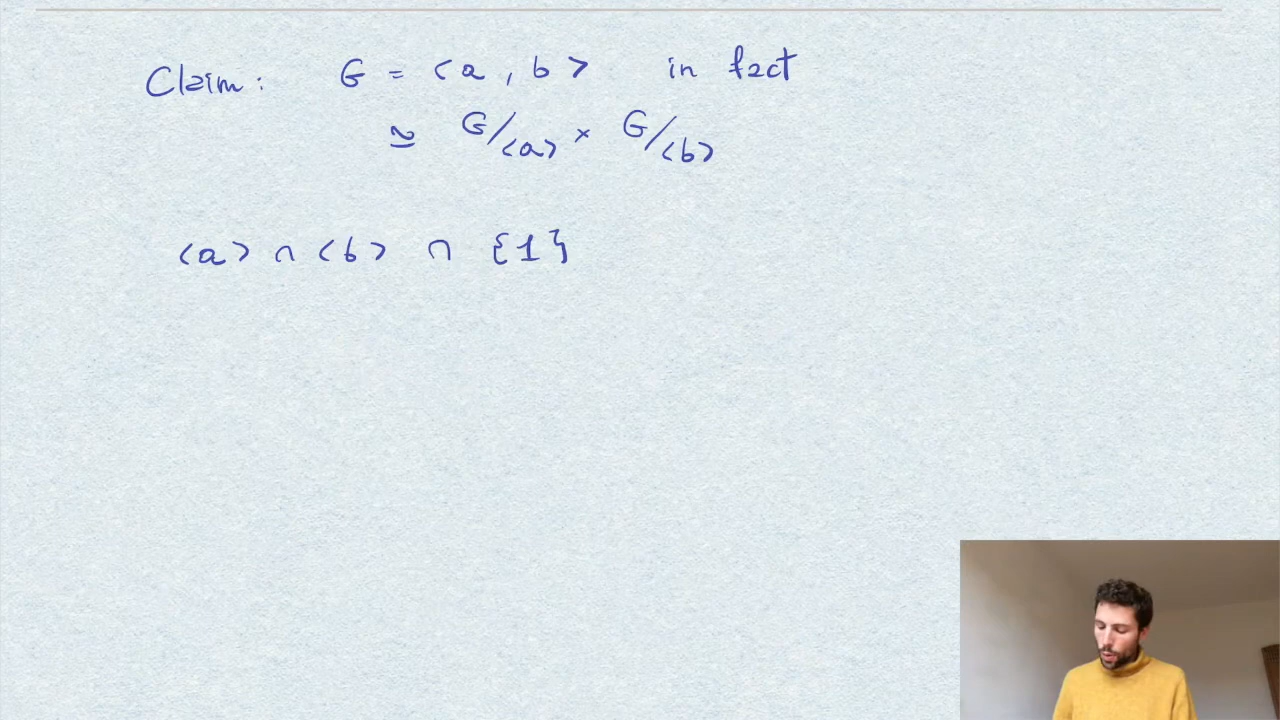 Claim: G = <a, b> in fact
≃ G/<a> × G/<b>
<a> ∩ <b> ∩ {1}